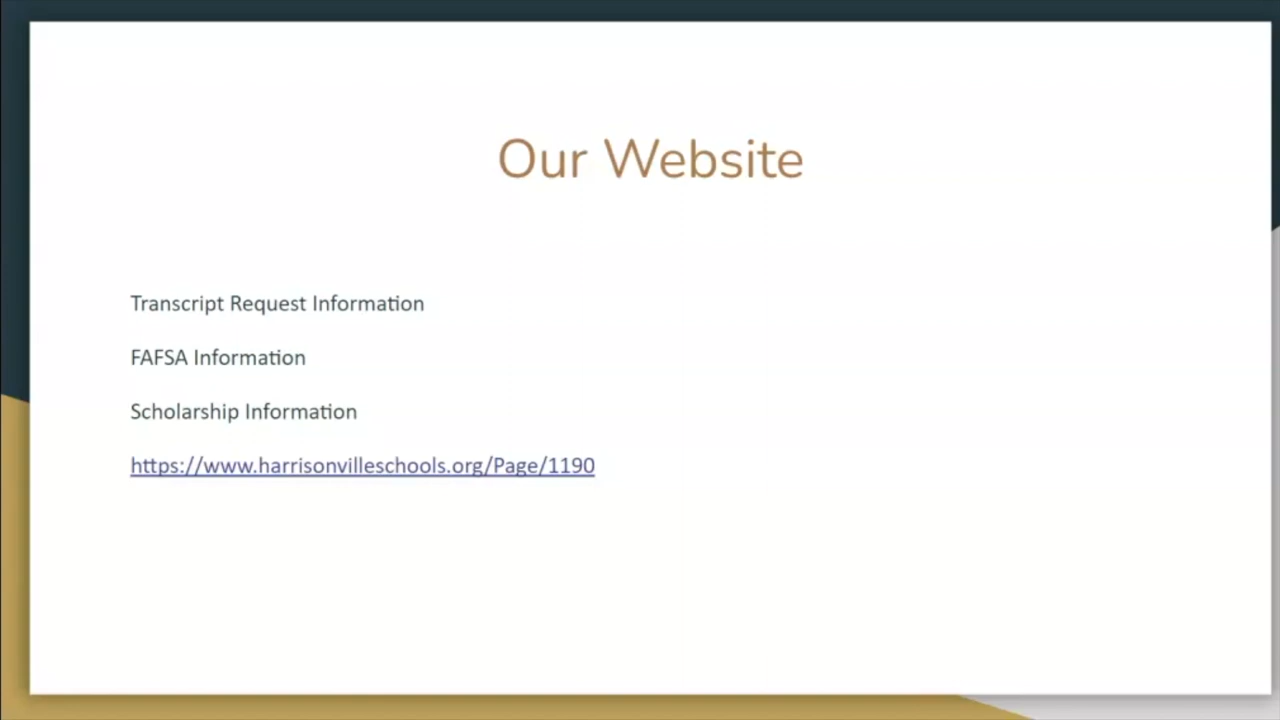 Our Website
Transcript Request Information
FAFSA Information
Scholarship Information
https://www.harrisonvilleschools.org/Page/1190